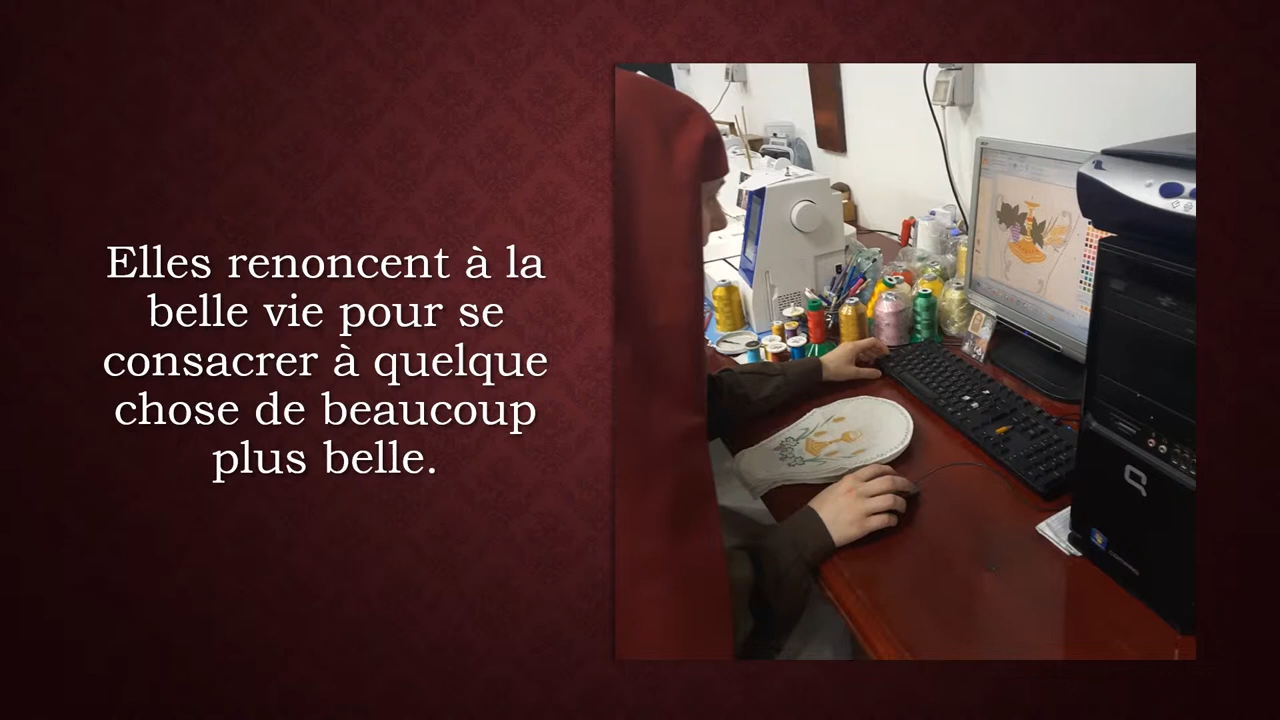 Elles renoncent à la
belle vie pour se
consacrer à quelque
chose de beaucoup
plus belle.